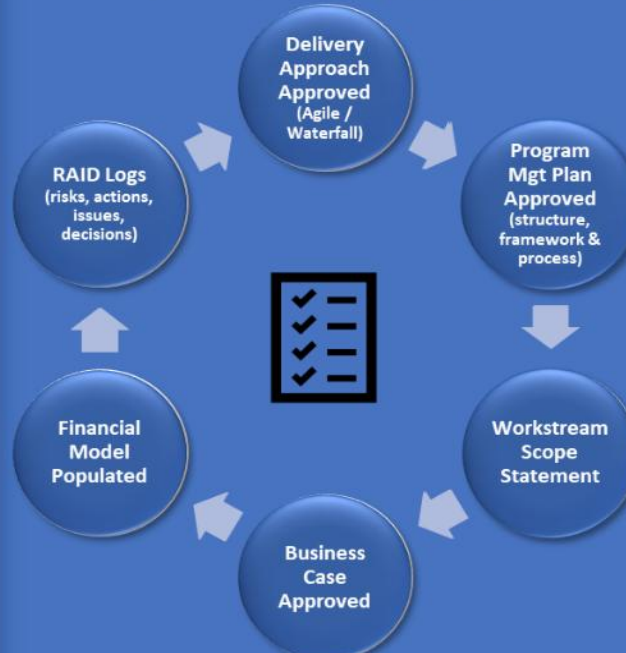 Delivery
Approach
Approved
(Agile /
Waterfall)
Program
Mgt Plan
Approved
(structure,
framework &
process)
Workstream
Scope
Statement
Business
Case
Approved
Financial
Model
Populated
RAID Logs
(risks, actions,
issues,
decisions)